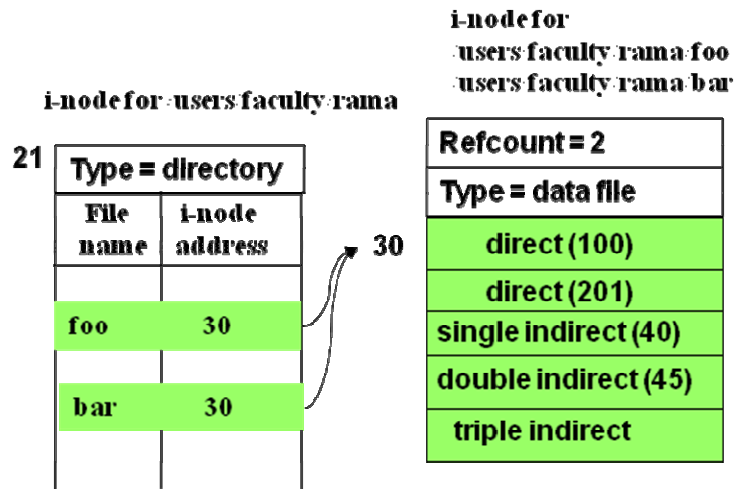 i-node for
/users/faculty/rama/foo
/users/faculty/rama/bar
i-node for /users/faculty/rama
21
Type = directory
File name
i-node address
foo 30
bar 30
30
Refcount = 2
Type = data file
direct (100)
direct (201)
single indirect (40)
double indirect (45)
triple indirect